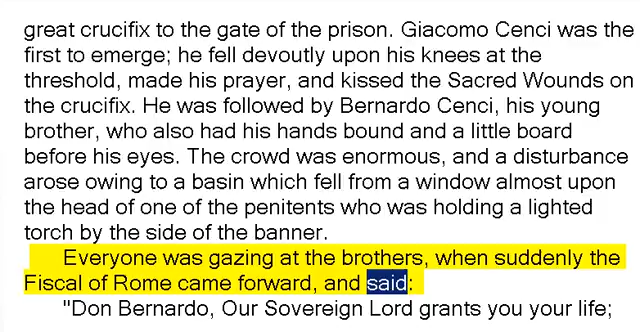 great crucifix to the gate of the prison. Giacomo Cenci was the
first to emerge; he fell devoutly upon his knees at the
threshold, made his prayer, and kissed the Sacred Wounds on
the crucifix. He was followed by Bernardo Cenci, his young
brother, who also had his hands bound and a little board
before his eyes. The crowd was enormous, and a disturbance
arose owing to a basin which fell from a window almost upon
the head of one of the penitents who was holding a lighted
torch by the side of the banner.
Everyone was gazing at the brothers, when suddenly the
Fiscal of Rome came forward, and said:
"Don Bernardo, Our Sovereign Lord grants you your life;